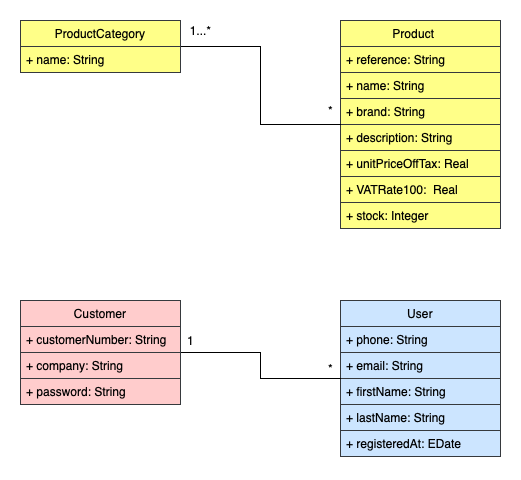 ProductCategory
+ name: String
1...*
*
Product
+ reference: String
+ name: String
+ brand: String
+ description: String
+ unitPriceOffTax: Real
+ VATRate100:  Real
+ stock: Integer
Customer
+ customerNumber: String
+ company: String
+ password: String
1
*
User
+ phone: String
+ email: String
+ firstName: String
+ lastName: String
+ registeredAt: EDate